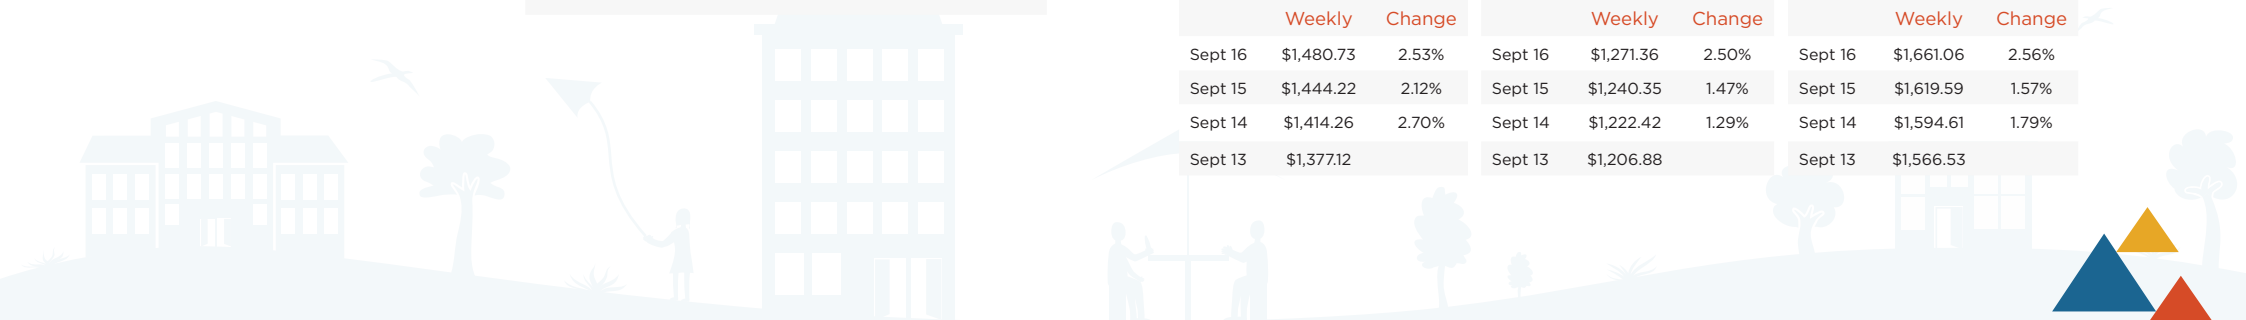 Weekly Change Weekly Change Weekly Change
Sept 16 $1,480.73 2.53% Sept 16 $1,271.36 2.50% Sept 16 $1,661.06 2.56%
Sept 15 $1,444.22 2.12% Sept 15 $1,240.35 1.47% Sept 15 $1,619.59 1.57%
Sept 14 $1,414.26 2.70% Sept 14 $1,222.42 1.29% Sept 14 $1,594.61 1.79%
Sept 13 $1,377.12 Sept 13 $1,206.88 Sept 13 $1,566.53